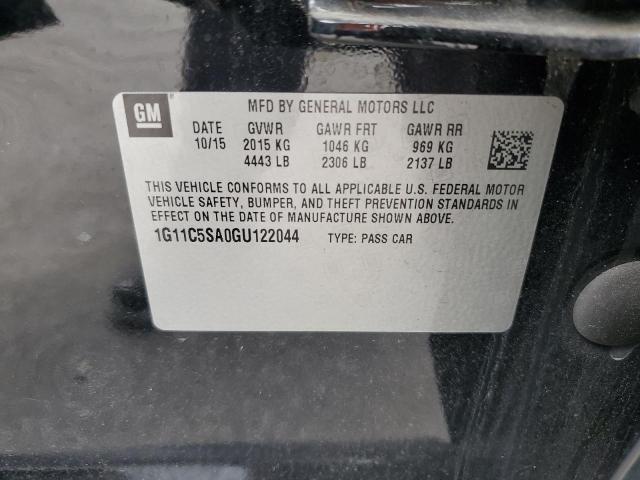 GM
MFD BY GENERAL MOTORS LLC
DATE GVWR GAWR FRT GAWR RR
10/15 2015 KG 1046 KG 969 KG
4443 LB 2306 LB 2137 LB
THIS VEHICLE CONFORMS TO ALL APPLICABLE U.S. FEDERAL MOTOR
VEHICLE SAFETY, BUMPER, AND THEFT PREVENTION STANDARDS IN
EFFECT ON THE DATE OF MANUFACTURE SHOWN ABOVE.
1G11C5SA0GU122044 TYPE: PASS CAR